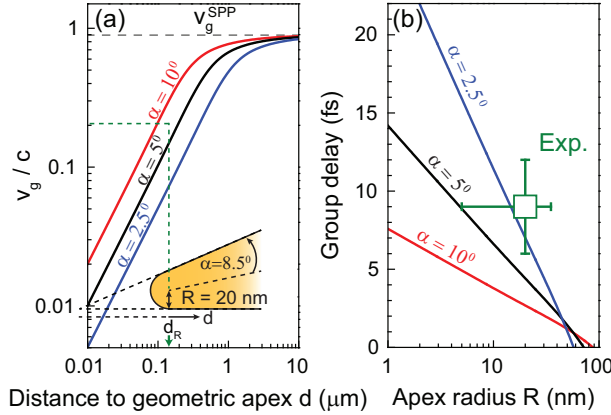 (a)
v_g^SPP
α = 10⁰
α = 5⁰
α = 2.5⁰
α=8.5⁰
R = 20 nm
d_R
d
1
0.1
0.01
v_g / c
0.01
0.1
1
10
Distance to geometric apex d (μm)
(b)
α = 2.5⁰
α = 5⁰
α = 10⁰
Exp.
20
15
10
5
0
Group delay (fs)
1
10
100
Apex radius R (nm)